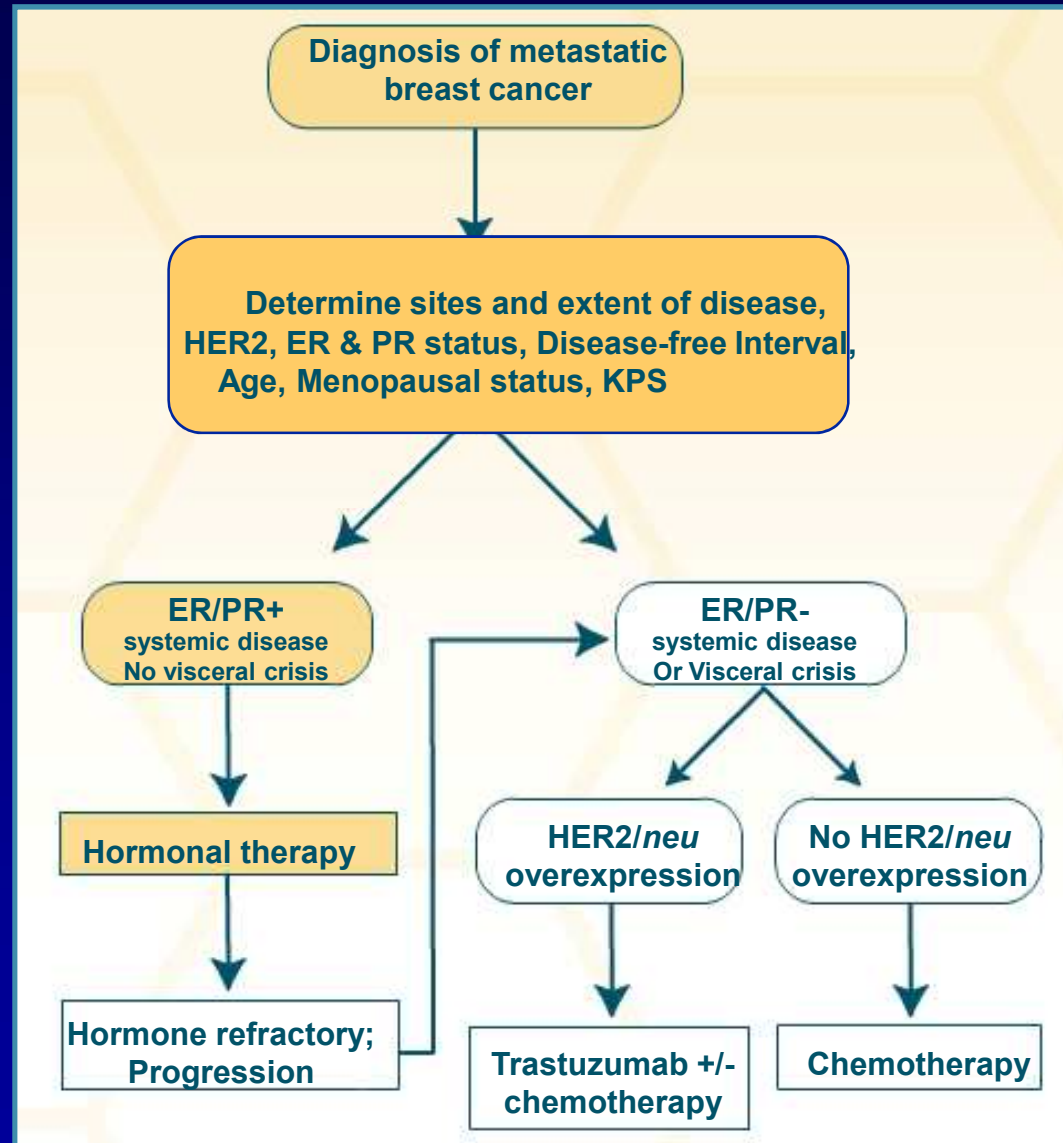 Diagnosis of metastatic
breast cancer
Determine sites and extent of disease,
HER2, ER & PR status, Disease-free Interval,
Age, Menopausal status, KPS
ER/PR+
systemic disease
No visceral crisis
ER/PR-
systemic disease
Or Visceral crisis
Hormonal therapy
HER2/neu
overexpression
No HER2/neu
overexpression
Hormone refractory;
Progression
Trastuzumab +/-
chemotherapy
Chemotherapy